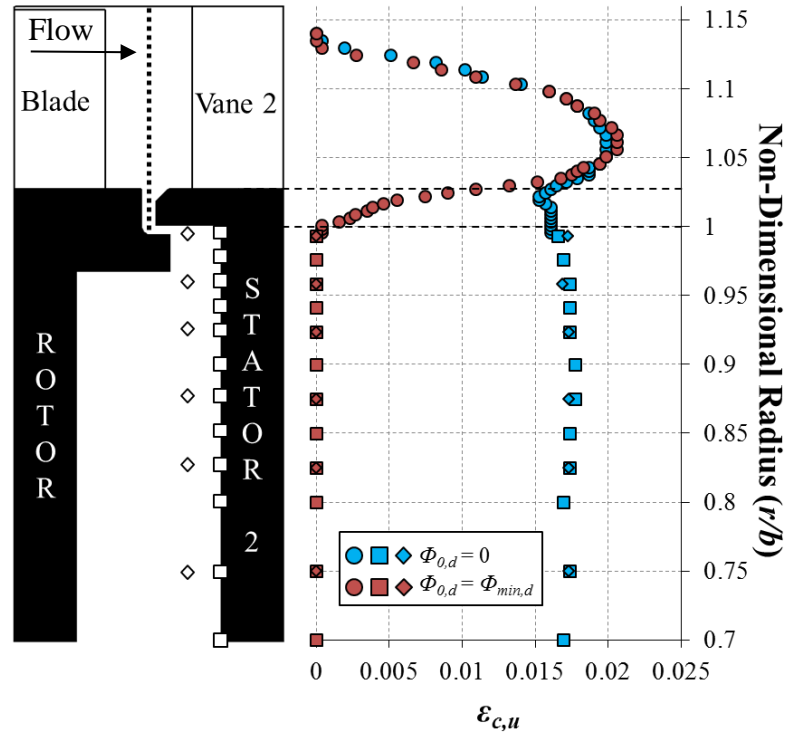 Flow
Blade
Vane 2
ROTOR
STATOR 2
1.15
1.1
1.05
1
0.95
0.9
0.85
0.8
0.75
0.7
Non-Dimensional Radius (r/b)
Φ0,d = 0
Φ0,d = Φmin,d
0 0.005 0.01 0.015 0.02 0.025
εc,u